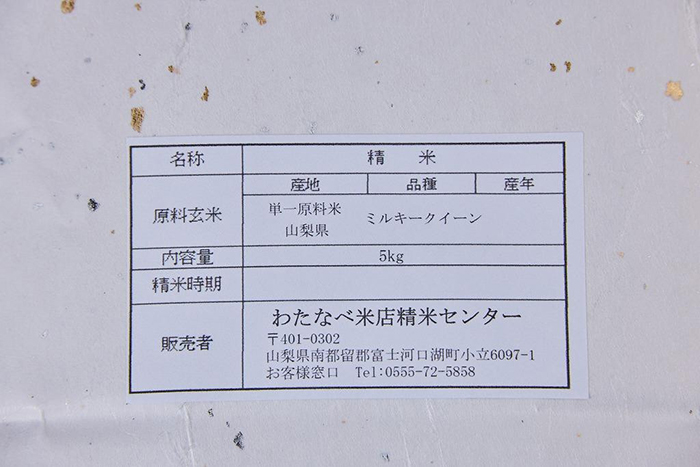 名称 精米
産地 品種 産年
原料玄米 単一原料米 ミルキークイーン
山梨県
内容量 5kg
精米時期
販売者 わたなべ米店精米センター
〒401-0302
山梨県南都留郡富士河口湖町小立6097-1
お客様窓口 Tel:0555-72-5858